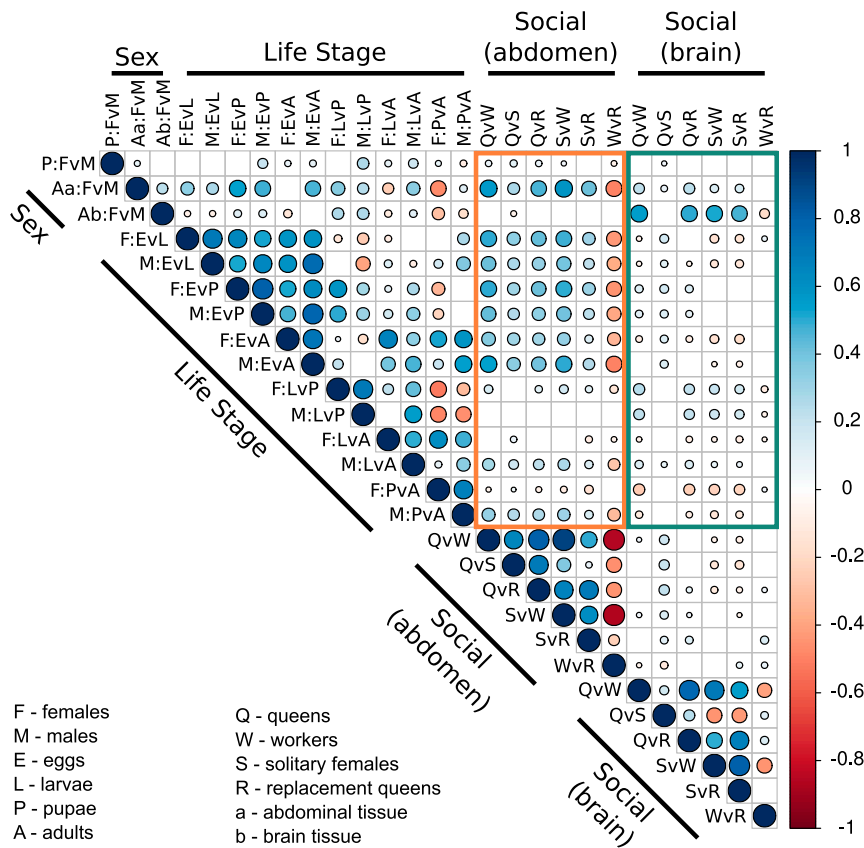 Sex
Life Stage
Social
(abdomen)
Social
(brain)
P:FvM
Aa:FvM
Ab:FvM
F:EvL
M:EvL
F:EvP
M:EvP
F:EvA
M:EvA
F:LvP
M:LvP
F:LvA
M:LvA
F:PvA
M:PvA
QvW
QvS
QvR
SvW
SvR
WvR
QvW
QvS
QvR
SvW
SvR
WvR
P:FvM
Aa:FvM
Ab:FvM
F:EvL
M:EvL
F:EvP
M:EvP
F:EvA
M:EvA
F:LvP
M:LvP
F:LvA
M:LvA
F:PvA
M:PvA
QvW
QvS
QvR
SvW
SvR
WvR
QvW
QvS
QvR
SvW
SvR
WvR
Sex
Life Stage
Social
(abdomen)
Social
(brain)
1
0.8
0.6
0.4
0.2
0
-0.2
-0.4
-0.6
-0.8
-1
F - females
M - males
E - eggs
L - larvae
P - pupae
A - adults
Q - queens
W - workers
S - solitary females
R - replacement queens
a - abdominal tissue
b - brain tissue